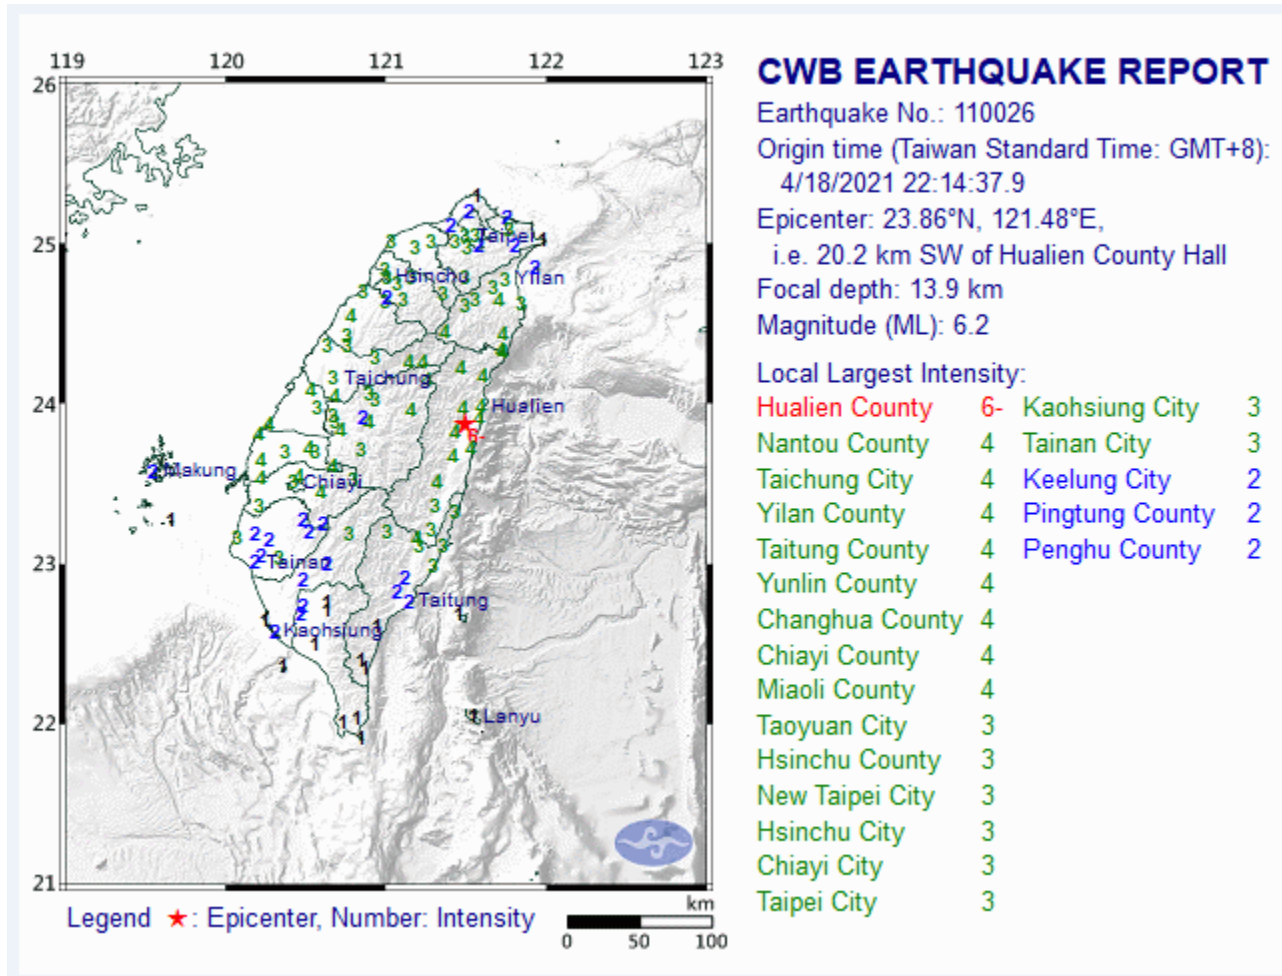 119 120 121 122 123
26
25
24
23
22
21
Taipei
Hsinchu
Yilan
Taichung
Hualien
6-
Makung
Chiayi
Tainan
Taitung
Kaohsiung
Lanyu
Legend ★: Epicenter, Number: Intensity
km
0 50 100
CWB EARTHQUAKE REPORT
Earthquake No.: 110026
Origin time (Taiwan Standard Time: GMT+8):
4/18/2021 22:14:37.9
Epicenter: 23.86°N, 121.48°E,
i.e. 20.2 km SW of Hualien County Hall
Focal depth: 13.9 km
Magnitude (ML): 6.2
Local Largest Intensity:
Hualien County 6- Kaohsiung City 3
Nantou County 4 Tainan City 3
Taichung City 4 Keelung City 2
Yilan County 4 Pingtung County 2
Taitung County 4 Penghu County 2
Yunlin County 4
Changhua County 4
Chiayi County 4
Miaoli County 4
Taoyuan City 3
Hsinchu County 3
New Taipei City 3
Hsinchu City 3
Chiayi City 3
Taipei City 3